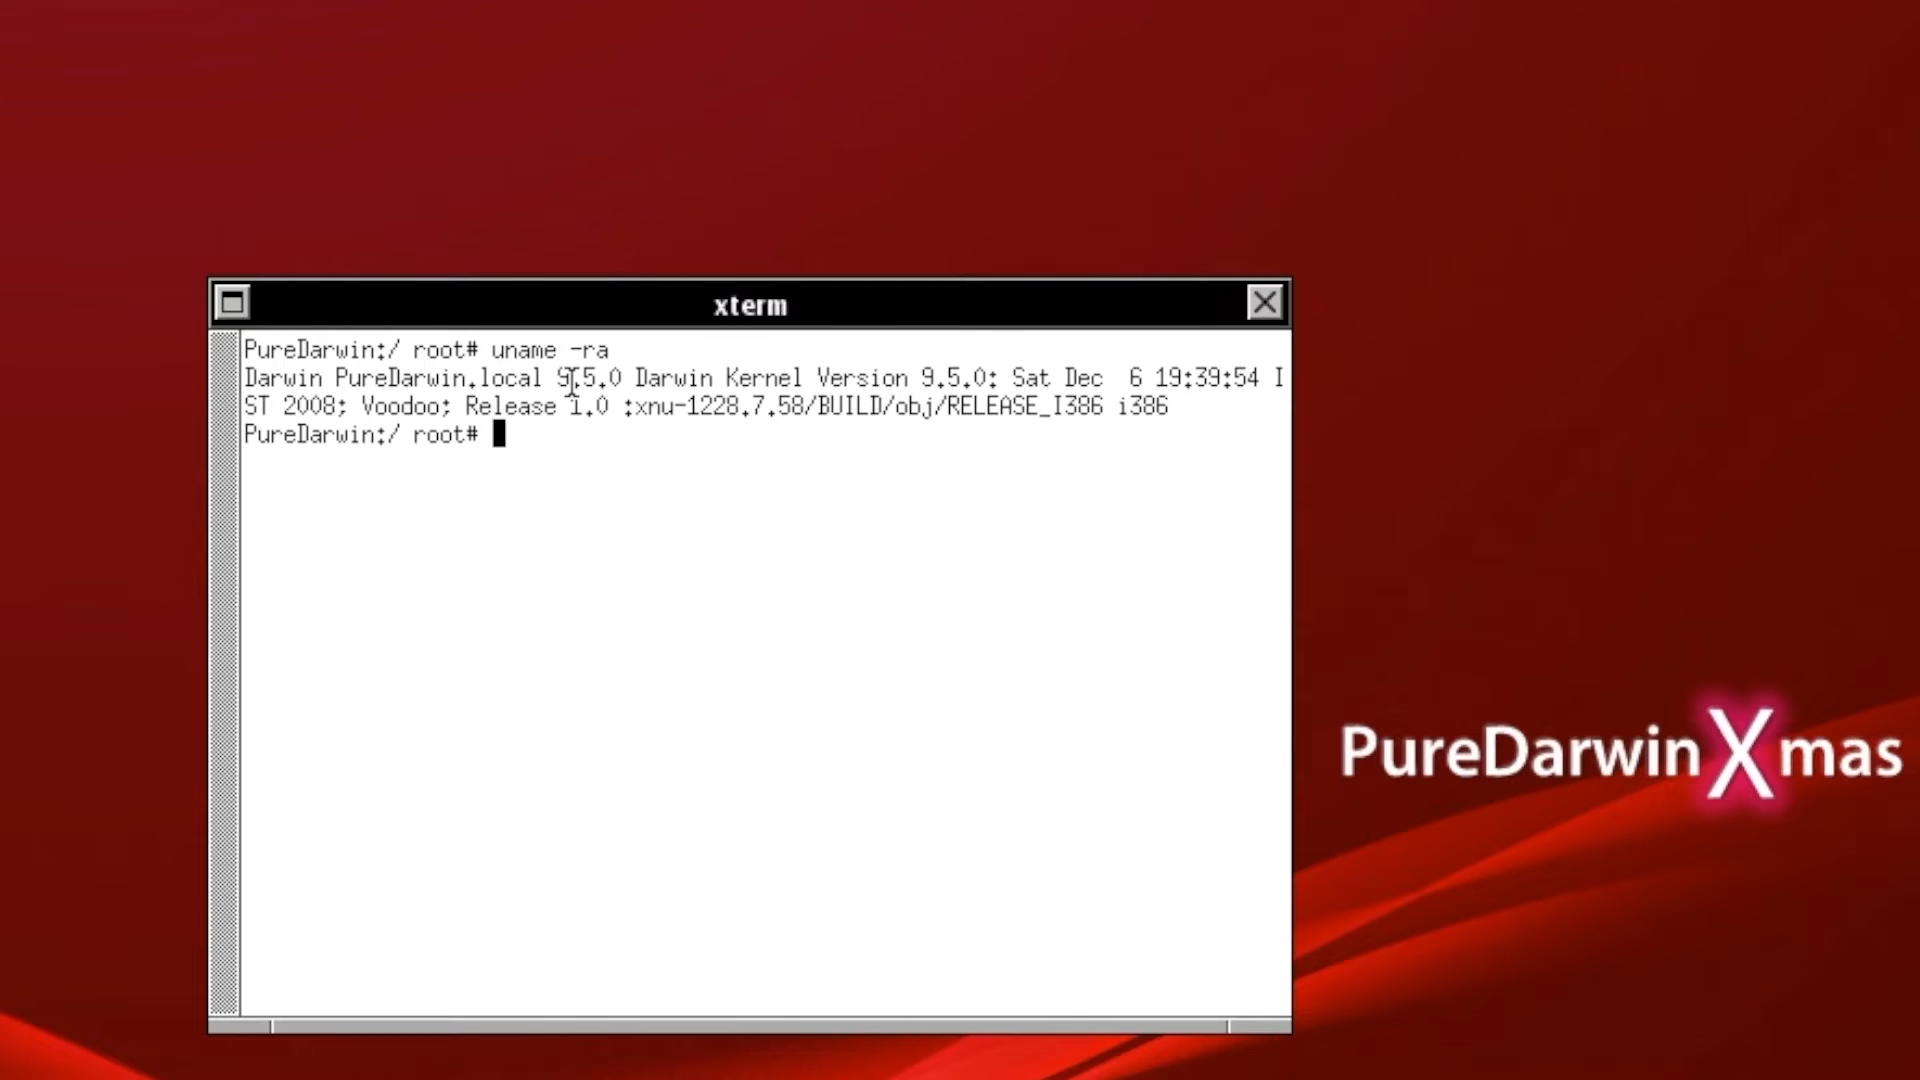 xterm
PureDarwin:/ root# uname -ra
Darwin PureDarwin.local 9.5.0 Darwin Kernel Version 9.5.0: Sat Dec  6 19:39:54 I
ST 2008; Voodoo; Release 1.0 :xnu-1228.7.58/BUILD/obj/RELEASE_I386 i386
PureDarwin:/ root#
PureDarwinXmas